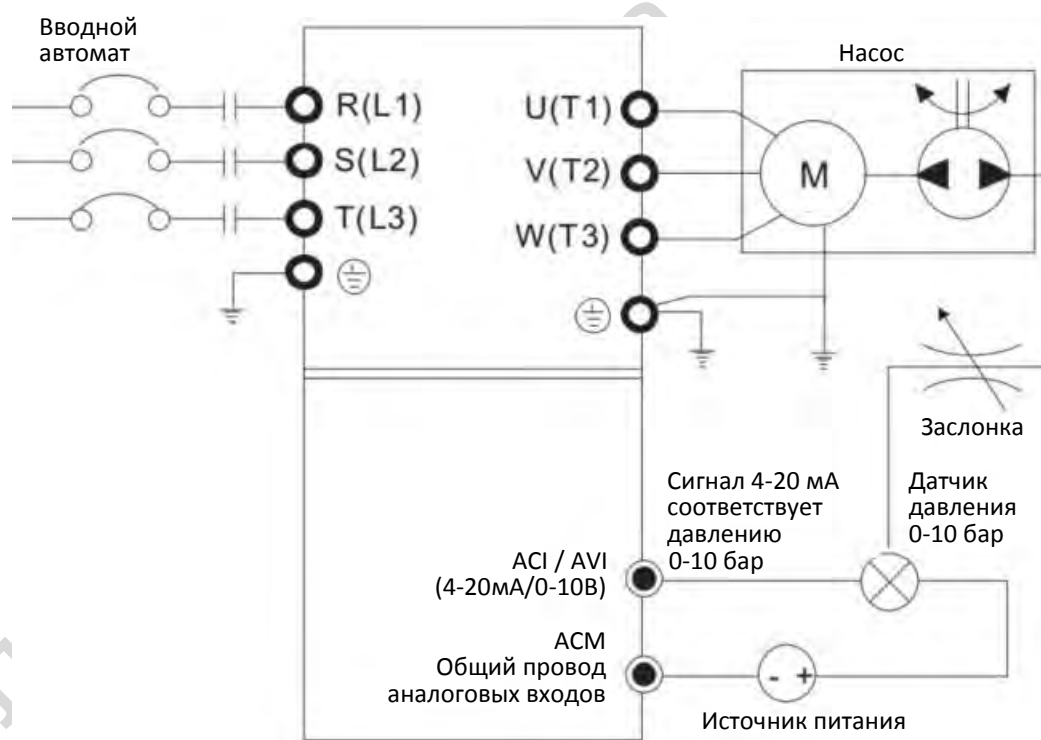 Вводной
автомат
Насос
R(L1)
U(T1)
S(L2)
V(T2)
M
T(L3)
W(T3)
Заслонка
Сигнал 4-20 мА
соответствует
давлению
0-10 бар
Датчик
давления
0-10 бар
ACI / AVI
(4-20мА/0-10В)
ACM
Общий провод
аналоговых входов
- +
Источник питания